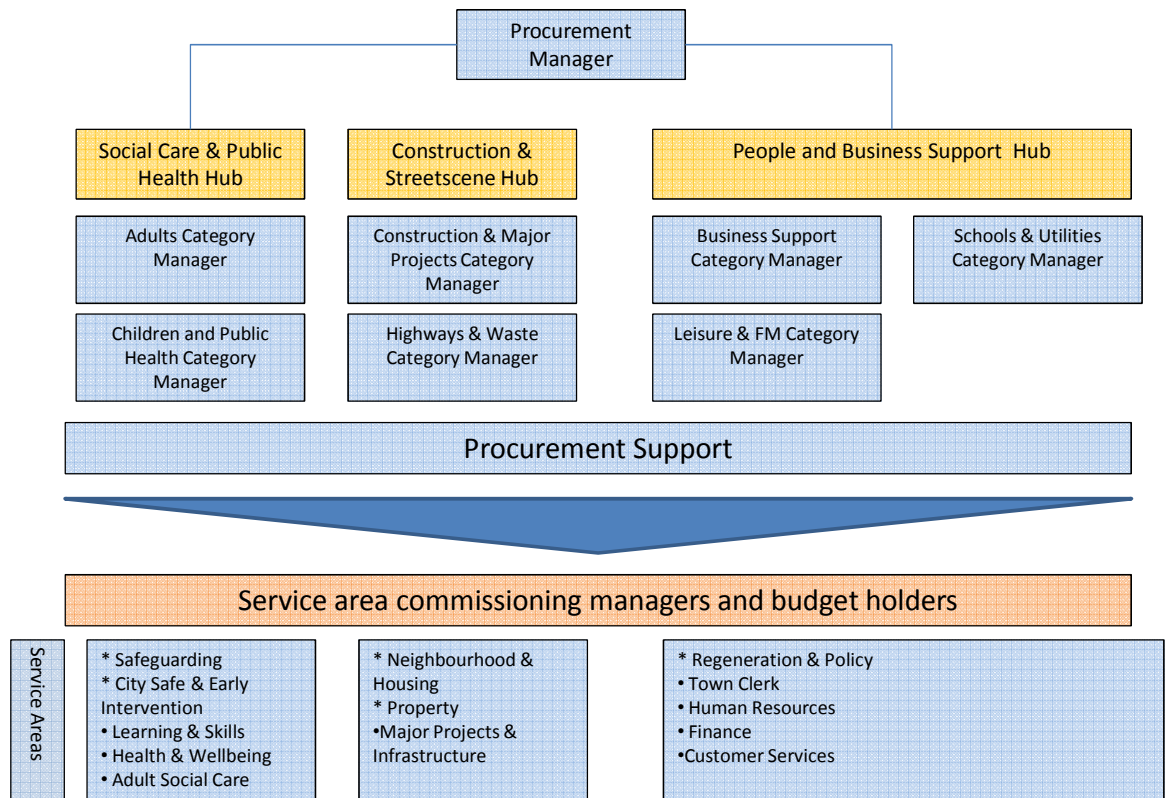 Procurement
Manager
Social Care & Public
Health Hub
Construction &
Streetscene Hub
People and Business Support Hub
Adults Category
Manager
Construction & Major
Projects Category
Manager
Business Support
Category Manager
Schools & Utilities
Category Manager
Children and Public
Health Category
Manager
Highways & Waste
Category Manager
Leisure & FM Category
Manager
Procurement Support
Service area commissioning managers and budget holders
Service Areas
* Safeguarding
* City Safe & Early
Intervention
• Learning & Skills
• Health & Wellbeing
• Adult Social Care
* Neighbourhood &
Housing
* Property
•Major Projects &
Infrastructure
* Regeneration & Policy
• Town Clerk
• Human Resources
• Finance
•Customer Services